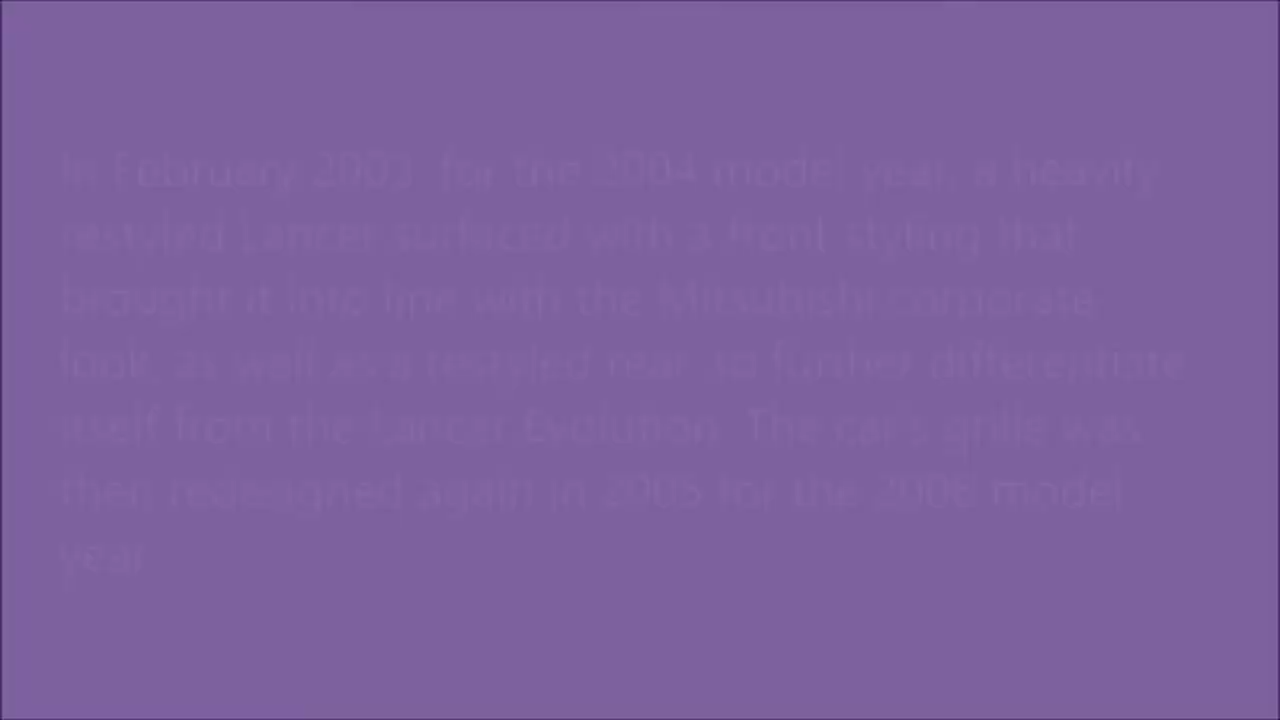 In February 2003, for the 2004 model year, a heavily
restyled Lancer surfaced with a front styling that
brought it into line with the Mitsubishi corporate
look, as well as a restyled rear to further differentiate
itself from the Lancer Evolution. The car's grille was
then redesigned again in 2005 for the 2006 model
year.